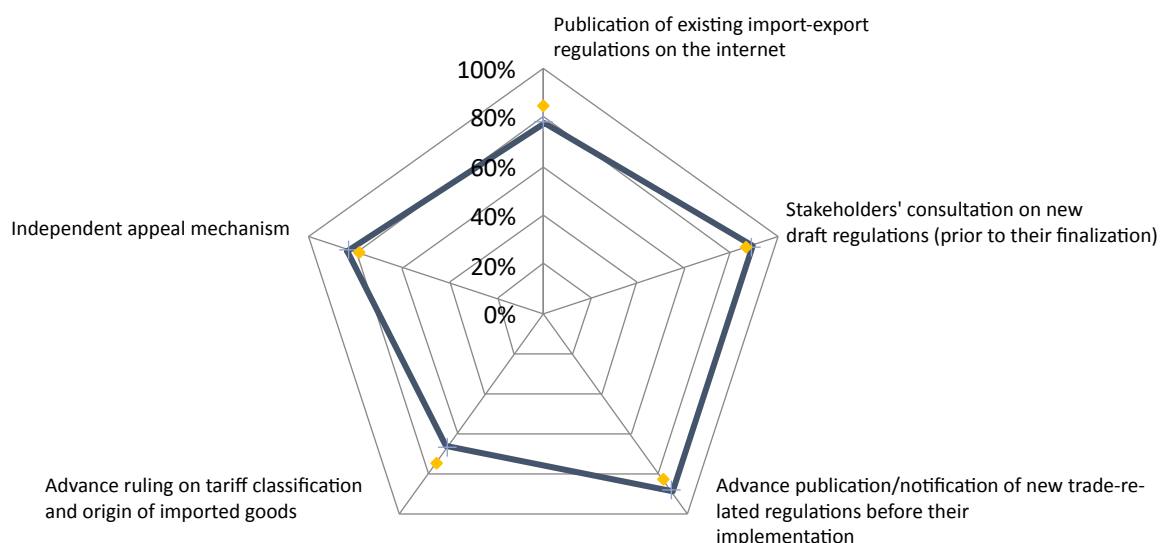 Publication of existing import-export
regulations on the internet
100%
80%
60%
40%
20%
0%
Stakeholders' consultation on new
draft regulations (prior to their finalization)
Advance publication/notification of new trade-re-
lated regulations before their
implementation
Advance ruling on tariff classification
and origin of imported goods
Independent appeal mechanism